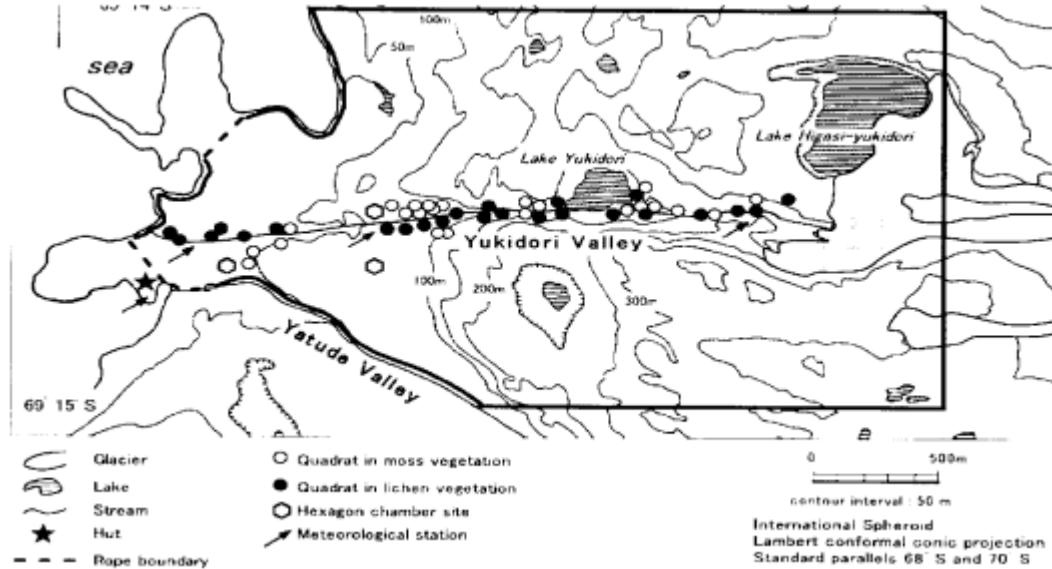 69° 14' S
100m
50m
sea
Lake Higasi-yukidori
Lake Yukidori
Yukidori Valley
100m
200m
300m
Yatude Valley
69° 15' S
Glacier
Lake
Stream
Hut
Rope boundary
Quadrat in moss vegetation
Quadrat in lichen vegetation
Hexagon chamber site
Meteorological station
0 500m
contour interval : 50 m
International Spheroid
Lambert conformal conic projection
Standard parallels 68° S and 70° S